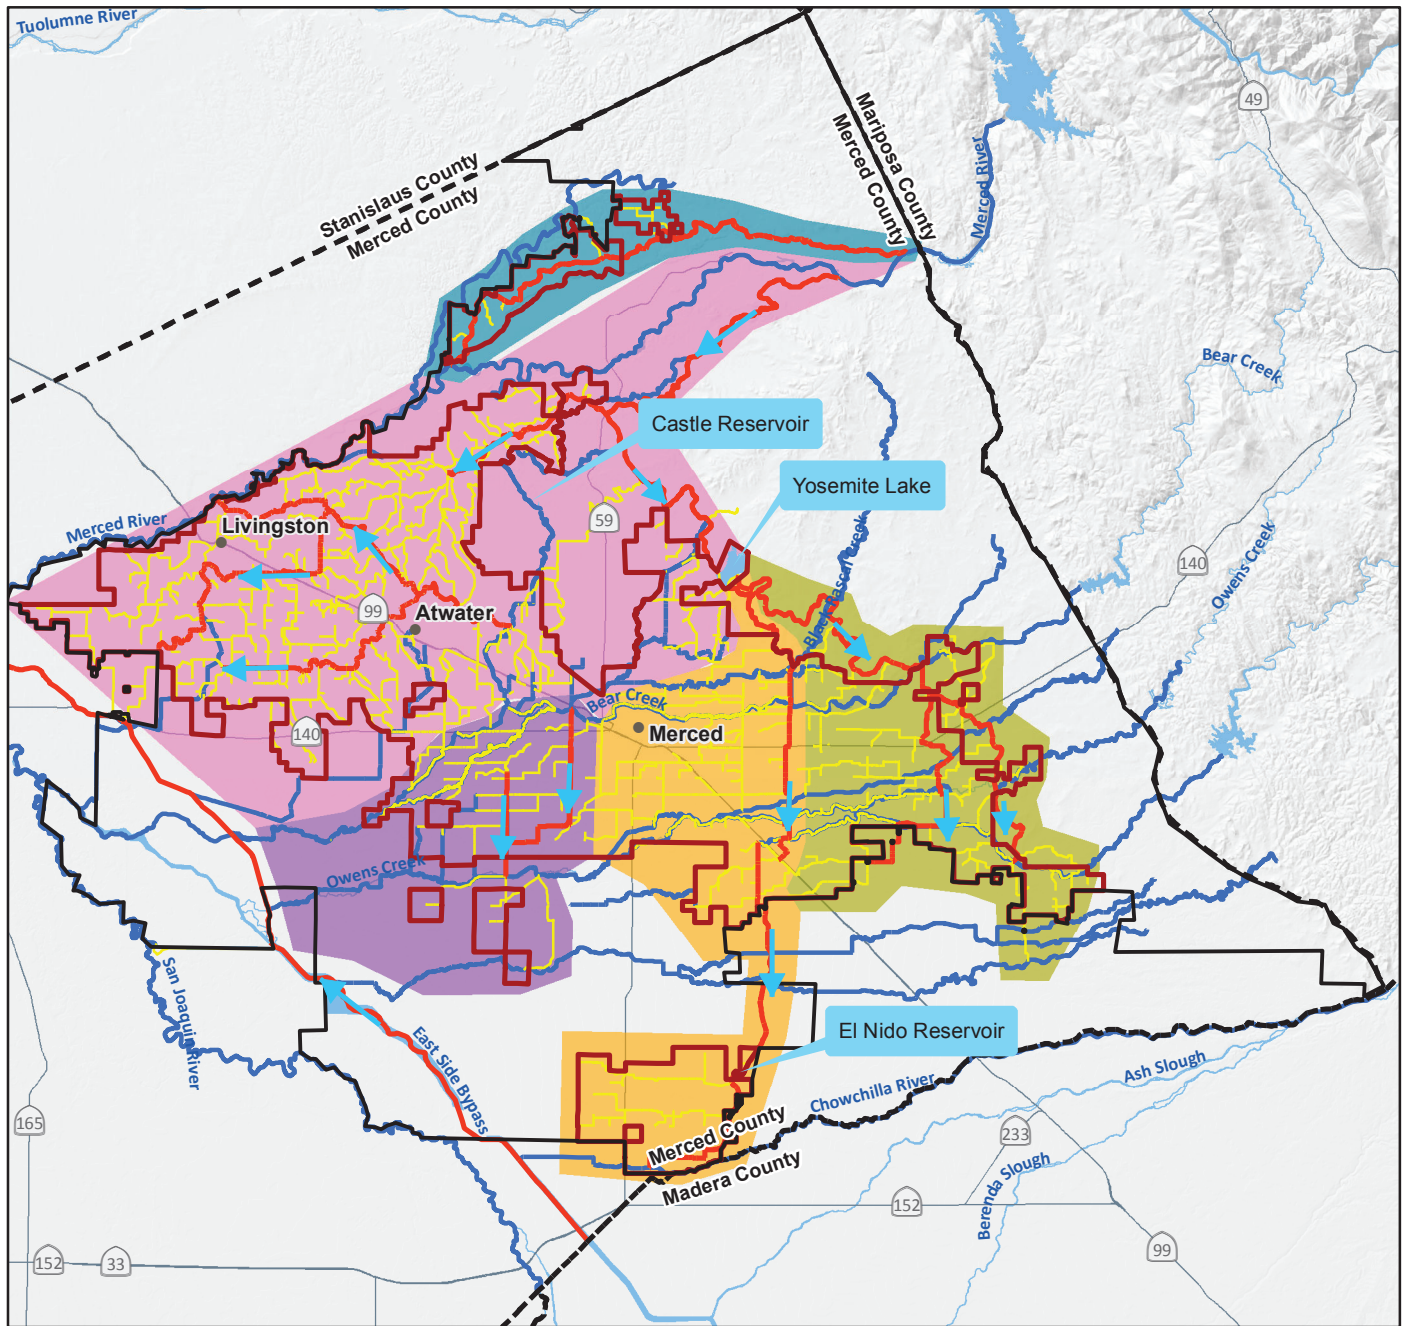 Tuolumne River
49
Mariposa County
Merced County
Merced River
Stanislaus County
Merced County
Bear Creek
Castle Reservoir
Yosemite Lake
59
Merced River
Livingston
Black Rascal Creek
140
Owens Creek
99
Atwater
Bear Creek
Merced
140
Owens Creek
San Joaquin River
East Side Bypass
El Nido Reservoir
Chowchilla River
Ash Slough
165
Merced County
Madera County
233
Berenda Slough
152
99
152
33